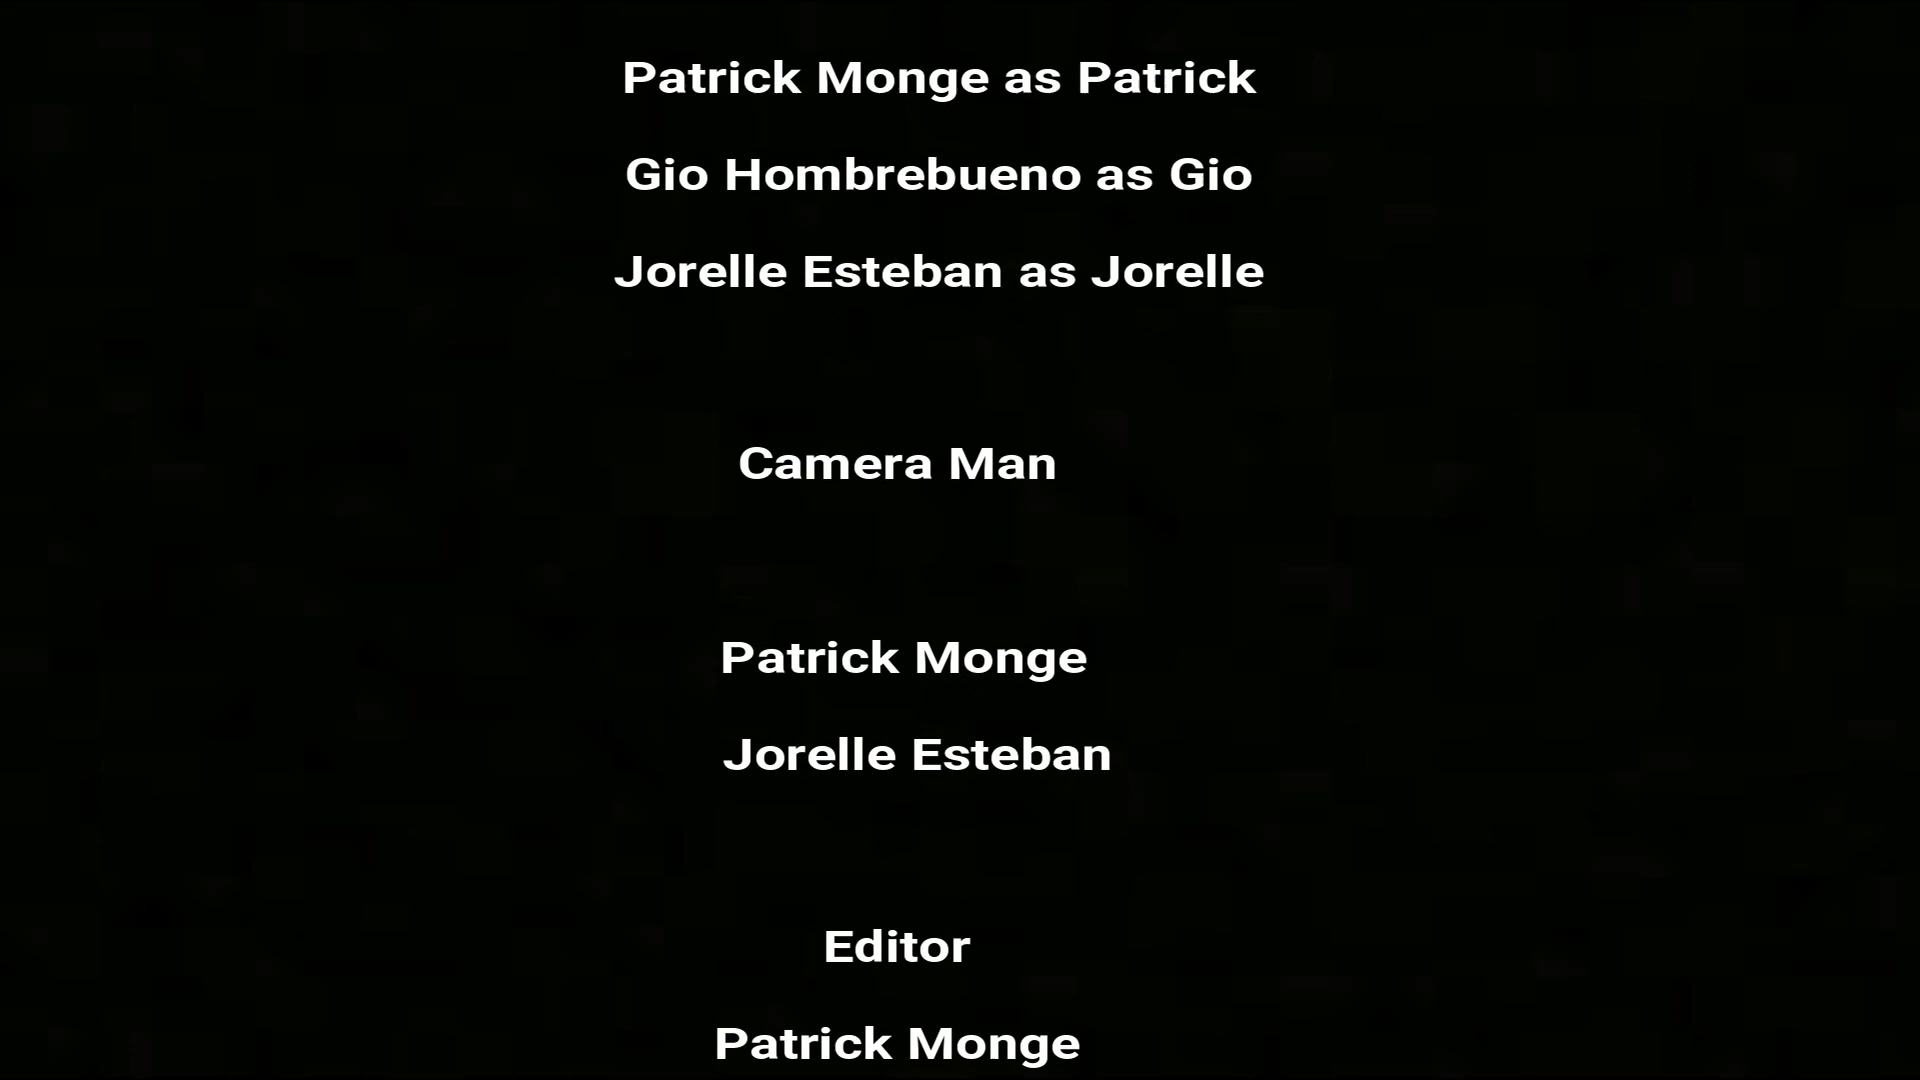 Patrick Monge as Patrick
Gio Hombrebueno as Gio
Jorelle Esteban as Jorelle
Camera Man
Patrick Monge
Jorelle Esteban
Editor
Patrick Monge